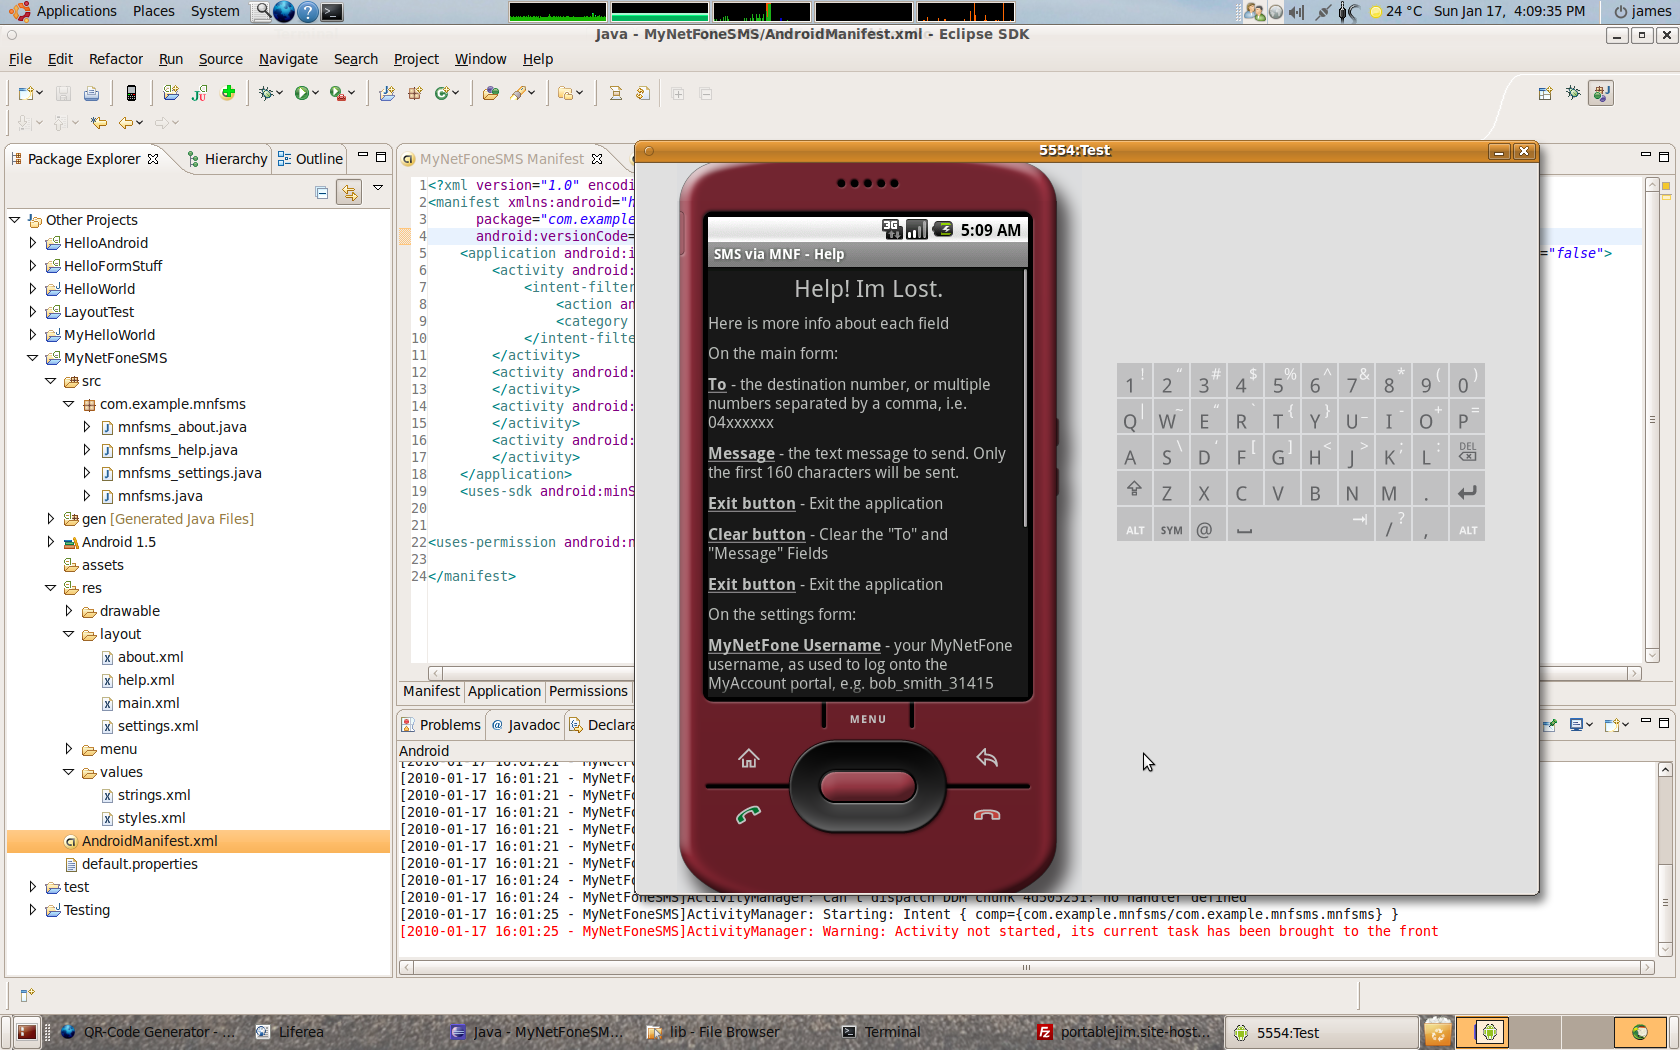 Applications Places System
24 °C Sun Jan 17, 4:09:35 PM james
Java - MyNetFoneSMS/AndroidManifest.xml - Eclipse SDK
File Edit Refactor Run Source Navigate Search Project Window Help
Package Explorer Hierarchy Outline
Other Projects
HelloAndroid
HelloFormStuff
HelloWorld
LayoutTest
MyHelloWorld
MyNetFoneSMS
src
com.example.mnfsms
mnfsms_about.java
mnfsms_help.java
mnfsms_settings.java
mnfsms.java
gen [Generated Java Files]
Android 1.5
assets
res
drawable
layout
about.xml
help.xml
main.xml
settings.xml
menu
values
strings.xml
styles.xml
AndroidManifest.xml
default.properties
test
Testing
MyNetFoneSMS Manifest
1 <?xml version="1.0" encodi
2 <manifest xmlns:android="h
3 package="com.example
4 android:versionCode=
5 <application android:i ="false">
6 <activity android:
7 <intent-filter
8 <action an
9 <category
10 </intent-filte
11 </activity>
12 <activity android:
13 </activity>
14 <activity android:
15 </activity>
16 <activity android:
17 </activity>
18 </application>
19 <uses-sdk android:minS
20
21
22 <uses-permission android:n
23
24 </manifest>
Manifest Application Permissions
Problems @ Javadoc Declara
Android
[2010-01-17 16:01:21 - MyNetFo
[2010-01-17 16:01:21 - MyNetFo
[2010-01-17 16:01:21 - MyNetFo
[2010-01-17 16:01:21 - MyNetFo
[2010-01-17 16:01:21 - MyNetFo
[2010-01-17 16:01:21 - MyNetFo
[2010-01-17 16:01:21 - MyNetFo
[2010-01-17 16:01:24 - MyNetFo
[2010-01-17 16:01:24 - MyNetFoneSMS]ActivityManager: Can't dispatch DDM chunk 4d505251: no handler defined
[2010-01-17 16:01:25 - MyNetFoneSMS]ActivityManager: Starting: Intent { comp={com.example.mnfsms/com.example.mnfsms.mnfsms} }
[2010-01-17 16:01:25 - MyNetFoneSMS]ActivityManager: Warning: Activity not started, its current task has been brought to the front
5554:Test
3G 5:09 AM
SMS via MNF - Help
Help! Im Lost.
Here is more info about each field
On the main form:
To - the destination number, or multiple
numbers separated by a comma, i.e.
04xxxxxx
Message - the text message to send. Only
the first 160 characters will be sent.
Exit button - Exit the application
Clear button - Clear the "To" and
"Message" Fields
Exit button - Exit the application
On the settings form:
MyNetFone Username - your MyNetFone
username, as used to log onto the
MyAccount portal, e.g. bob_smith_31415
MENU
1 ! 2 " 3 # 4 $ 5 % 6 ^ 7 & 8 * 9 ( 0 )
Q | W ~ E " R ` T { Y } U _ I - O + P =
A S \ D ' F [ G ] H < J > K ; L : DEL
Z X C V B N M .
ALT SYM @ / ? , ALT
QR-Code Generator - ... Liferea Java - MyNetFoneSM... lib - File Browser Terminal portablejim.site-host... 5554:Test